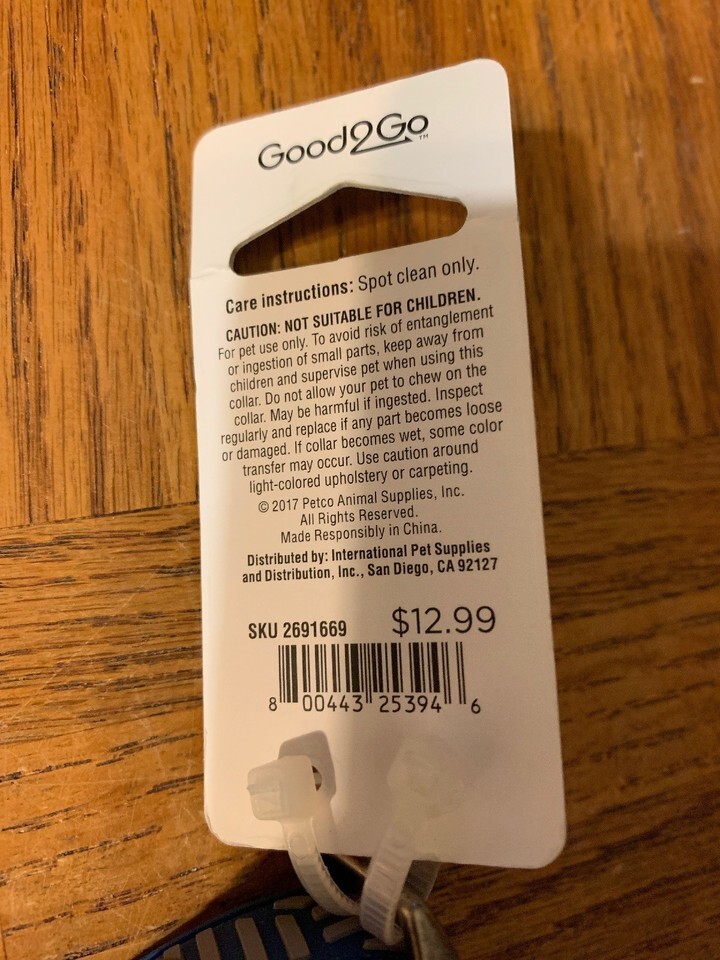 Good2Go™
Care instructions: Spot clean only.
CAUTION: NOT SUITABLE FOR CHILDREN.
For pet use only. To avoid risk of entanglement
or ingestion of small parts, keep away from
children and supervise pet when using this
collar. Do not allow your pet to chew on the
collar. May be harmful if ingested. Inspect
regularly and replace if any part becomes loose
or damaged. If collar becomes wet, some color
transfer may occur. Use caution around
light-colored upholstery or carpeting.
© 2017 Petco Animal Supplies, Inc.
All Rights Reserved.
Made Responsibly in China.
Distributed by: International Pet Supplies
and Distribution, Inc., San Diego, CA 92127
SKU 2691669 $12.99
8 00443 25394 6